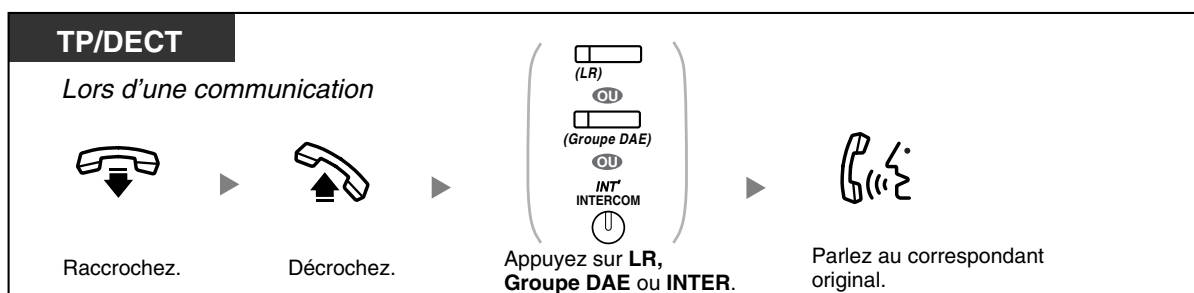 TP/DECT
Lors d'une communication
(LR)
OU
(Groupe DAE)
OU
INT'
INTERCOM
Raccrochez.
Décrochez.
Appuyez sur LR,
Groupe DAE ou INTER.
Parlez au correspondant
original.